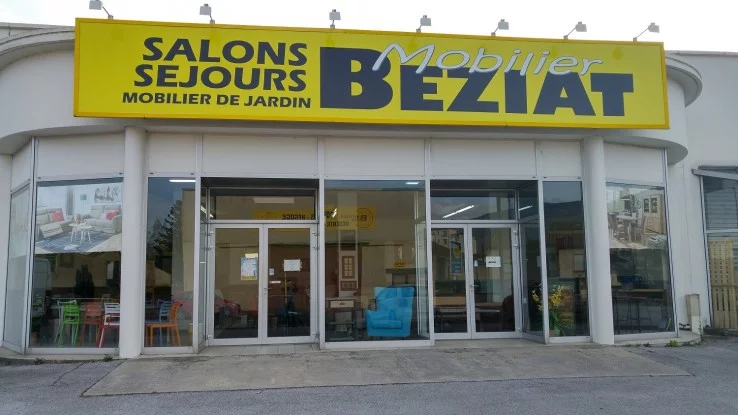 SALONS
SEJOURS
MOBILIER DE JARDIN
Mobilier
BEZIAT